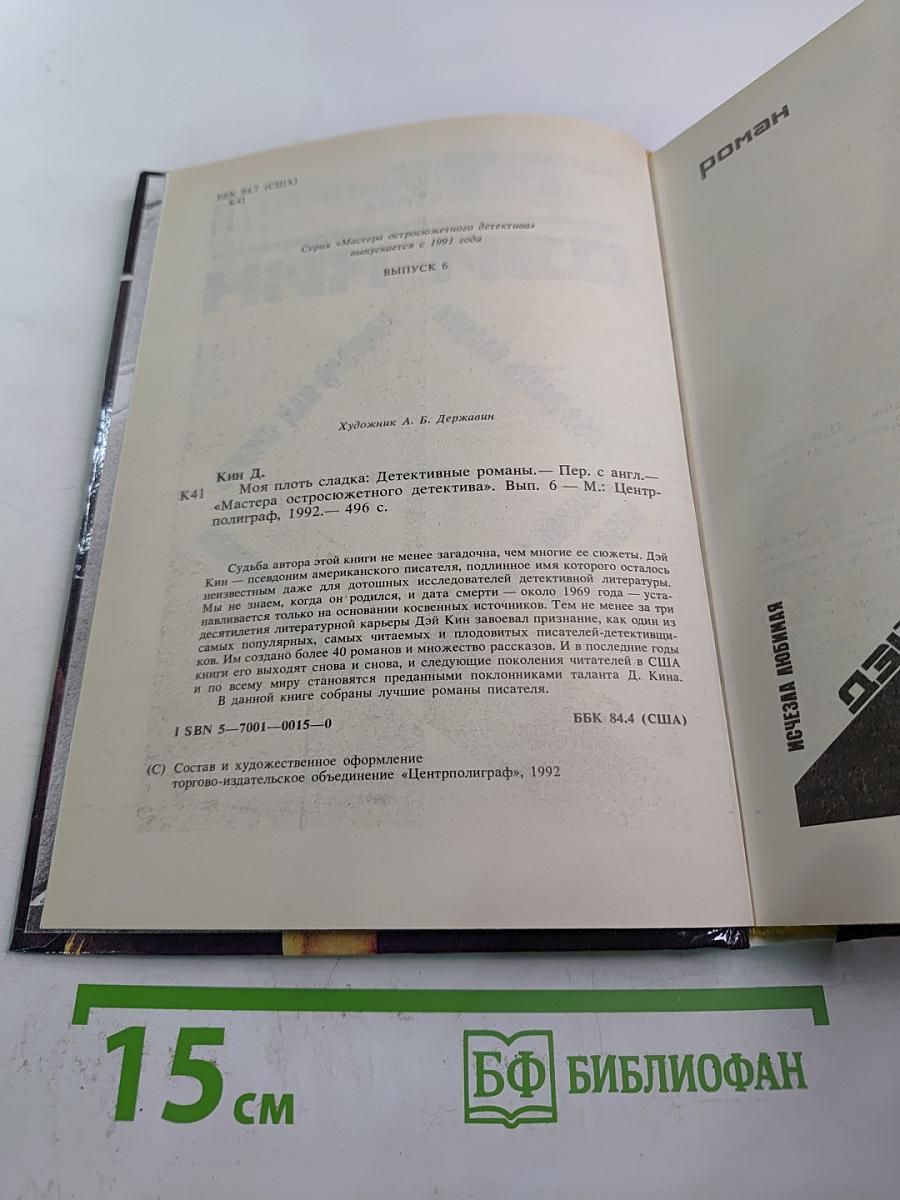 ББК 84.7 (США)
К41
Серия «Мастера остросюжетного детектива»
выпускается с 1991 года
ВЫПУСК 6
Художник А. Б. Державин
Кин Д.
К41 Моя плоть сладка: Детективные романы.— Пер. с англ.—
«Мастера остросюжетного детектива». Вып. 6 — М.: Центр-
полиграф, 1992.— 496 с.
Судьба автора этой книги не менее загадочна, чем многие ее сюжеты. Дэй
Кин — псевдоним американского писателя, подлинное имя которого осталось
неизвестным даже для дотошных исследователей детективной литературы.
Мы не знаем, когда он родился, и дата смерти — около 1969 года — уста-
навливается только на основании косвенных источников. Тем не менее за три
десятилетия литературной карьеры Дэй Кин завоевал признание, как один из
самых популярных, самых читаемых и плодовитых писателей-детективщи-
ков. Им создано более 40 романов и множество рассказов. И в последние годы
книги его выходят снова и снова, и следующие поколения читателей в США
и по всему миру становятся преданными поклонниками таланта Д. Кина.
В данной книге собраны лучшие романы писателя.
I SBN 5—7001—0015—0 ББК 84.4 (США)
(С) Состав и художественное оформление
торгово-издательское объединение «Центрполиграф», 1992
роман
ИСЧЕЗЛА ЛЮБИМАЯ
15 см
БФ БИБЛИОФАН